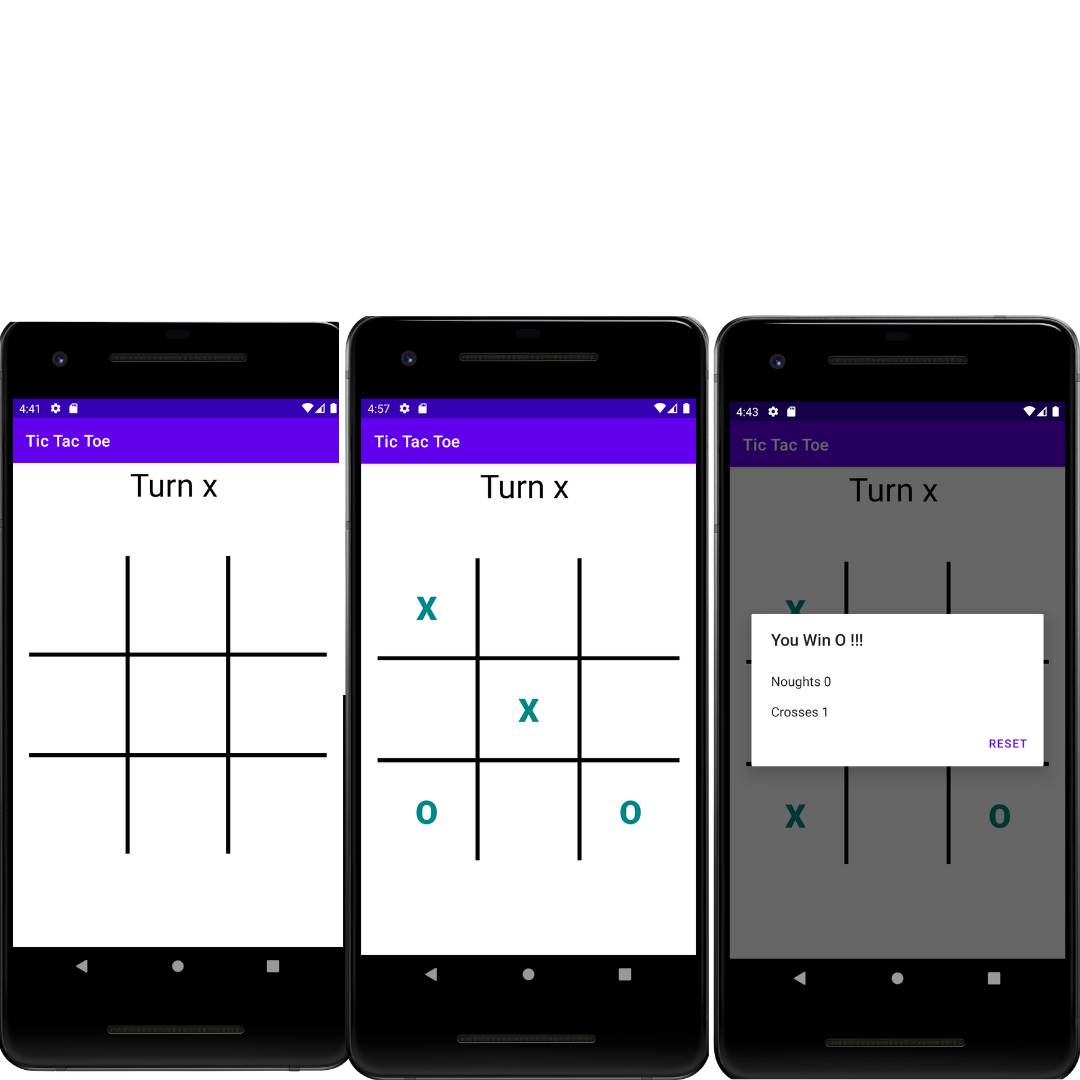 4:41
Tic Tac Toe
Turn x
4:57
Tic Tac Toe
Turn x
X
X
O O
4:43
Tic Tac Toe
Turn x
X
You Win O !!!
Noughts 0
Crosses 1
RESET
X O